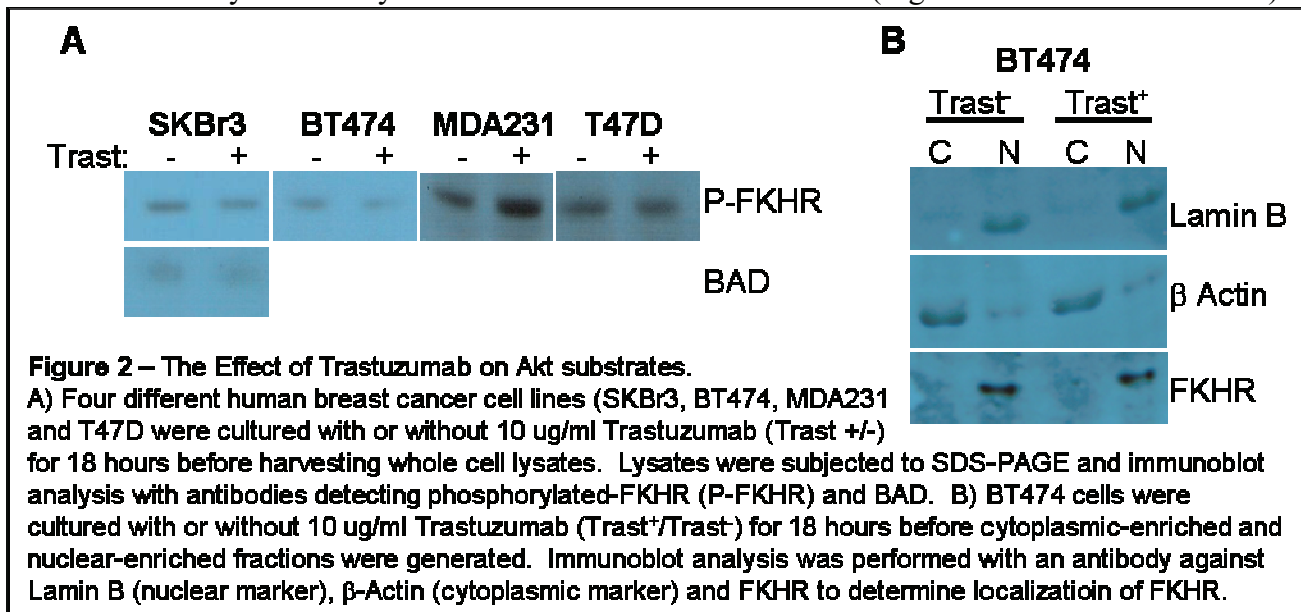 A
SKBr3 BT474 MDA231 T47D
Trast: - + - + - + - +
P-FKHR
BAD
B
BT474
Trast- Trast+
C N C N
Lamin B
β Actin
FKHR
Figure 2 – The Effect of Trastuzumab on Akt substrates.
A) Four different human breast cancer cell lines (SKBr3, BT474, MDA231
and T47D were cultured with or without 10 ug/ml Trastuzumab (Trast +/-)
for 18 hours before harvesting whole cell lysates. Lysates were subjected to SDS-PAGE and immunoblot
analysis with antibodies detecting phosphorylated-FKHR (P-FKHR) and BAD. B) BT474 cells were
cultured with or without 10 ug/ml Trastuzumab (Trast+/Trast-) for 18 hours before cytoplasmic-enriched and
nuclear-enriched fractions were generated. Immunoblot analysis was performed with an antibody against
Lamin B (nuclear marker), β-Actin (cytoplasmic marker) and FKHR to determine localizatioin of FKHR.